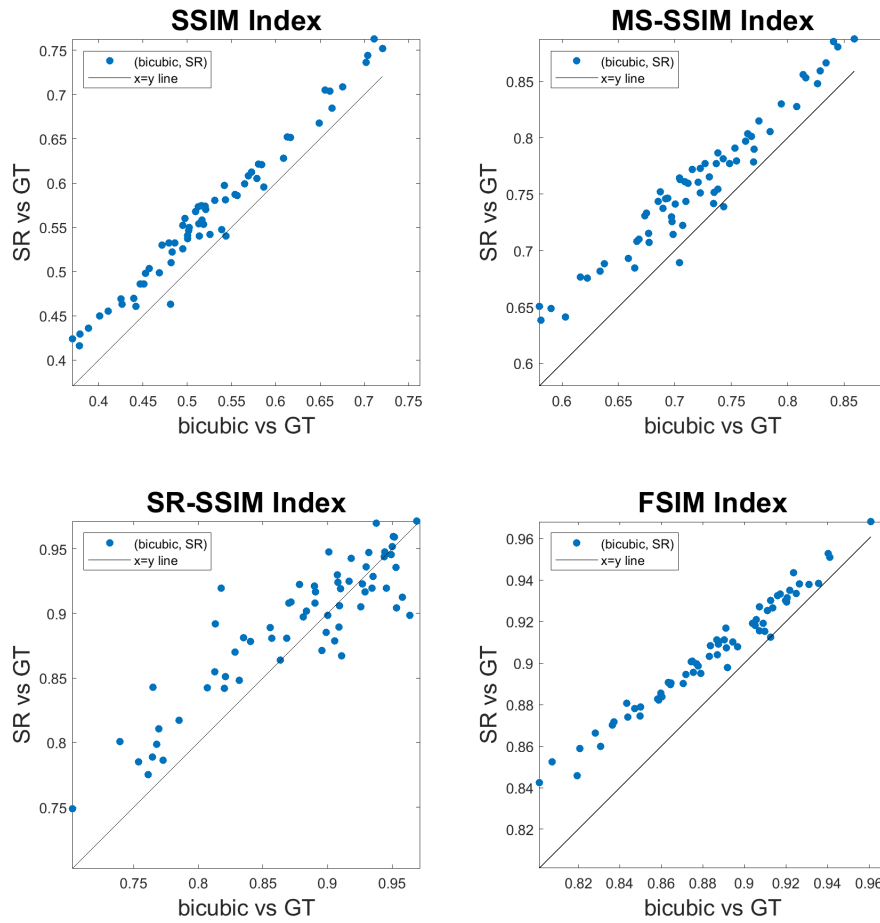 SSIM Index
(bicubic, SR)
x=y line
SR vs GT
0.75
0.7
0.65
0.6
0.55
0.5
0.45
0.4
0.4 0.45 0.5 0.55 0.6 0.65 0.7 0.75
bicubic vs GT
MS-SSIM Index
(bicubic, SR)
x=y line
SR vs GT
0.85
0.8
0.75
0.7
0.65
0.6
0.6 0.65 0.7 0.75 0.8 0.85
bicubic vs GT
SR-SSIM Index
(bicubic, SR)
x=y line
SR vs GT
0.95
0.9
0.85
0.8
0.75
0.75 0.8 0.85 0.9 0.95
bicubic vs GT
FSIM Index
(bicubic, SR)
x=y line
SR vs GT
0.96
0.94
0.92
0.9
0.88
0.86
0.84
0.82
0.82 0.84 0.86 0.88 0.9 0.92 0.94 0.96
bicubic vs GT